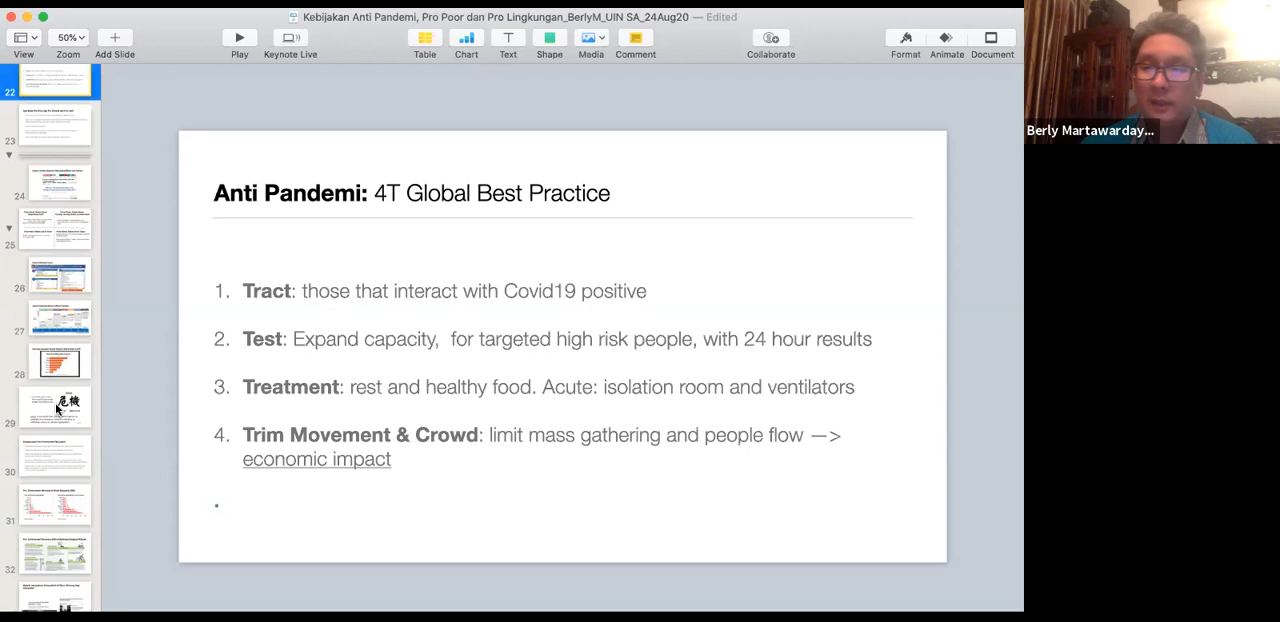 Kebijakan Anti Pandemi, Pro Poor dan Pro Lingkungan_BerlyM_UIN SA_24Aug20 — Edited
50%
View
Zoom
Add Slide
Play
Keynote Live
Table
Chart
Text
Shape
Media
Comment
Collaborate
Format
Animate
Document
Berly Martawarday...
22
23
24
25
26
27
28
29
危機
30
31
32
Anti Pandemi: 4T Global Best Practice
1. Tract: those that interact with Covid19 positive
2. Test: Expand capacity, for targeted high risk people, with 24 hour results
3. Treatment: rest and healthy food. Acute: isolation room and ventilators
4. Trim Movement & Crowd: limit mass gathering and people flow —>
economic impact
•